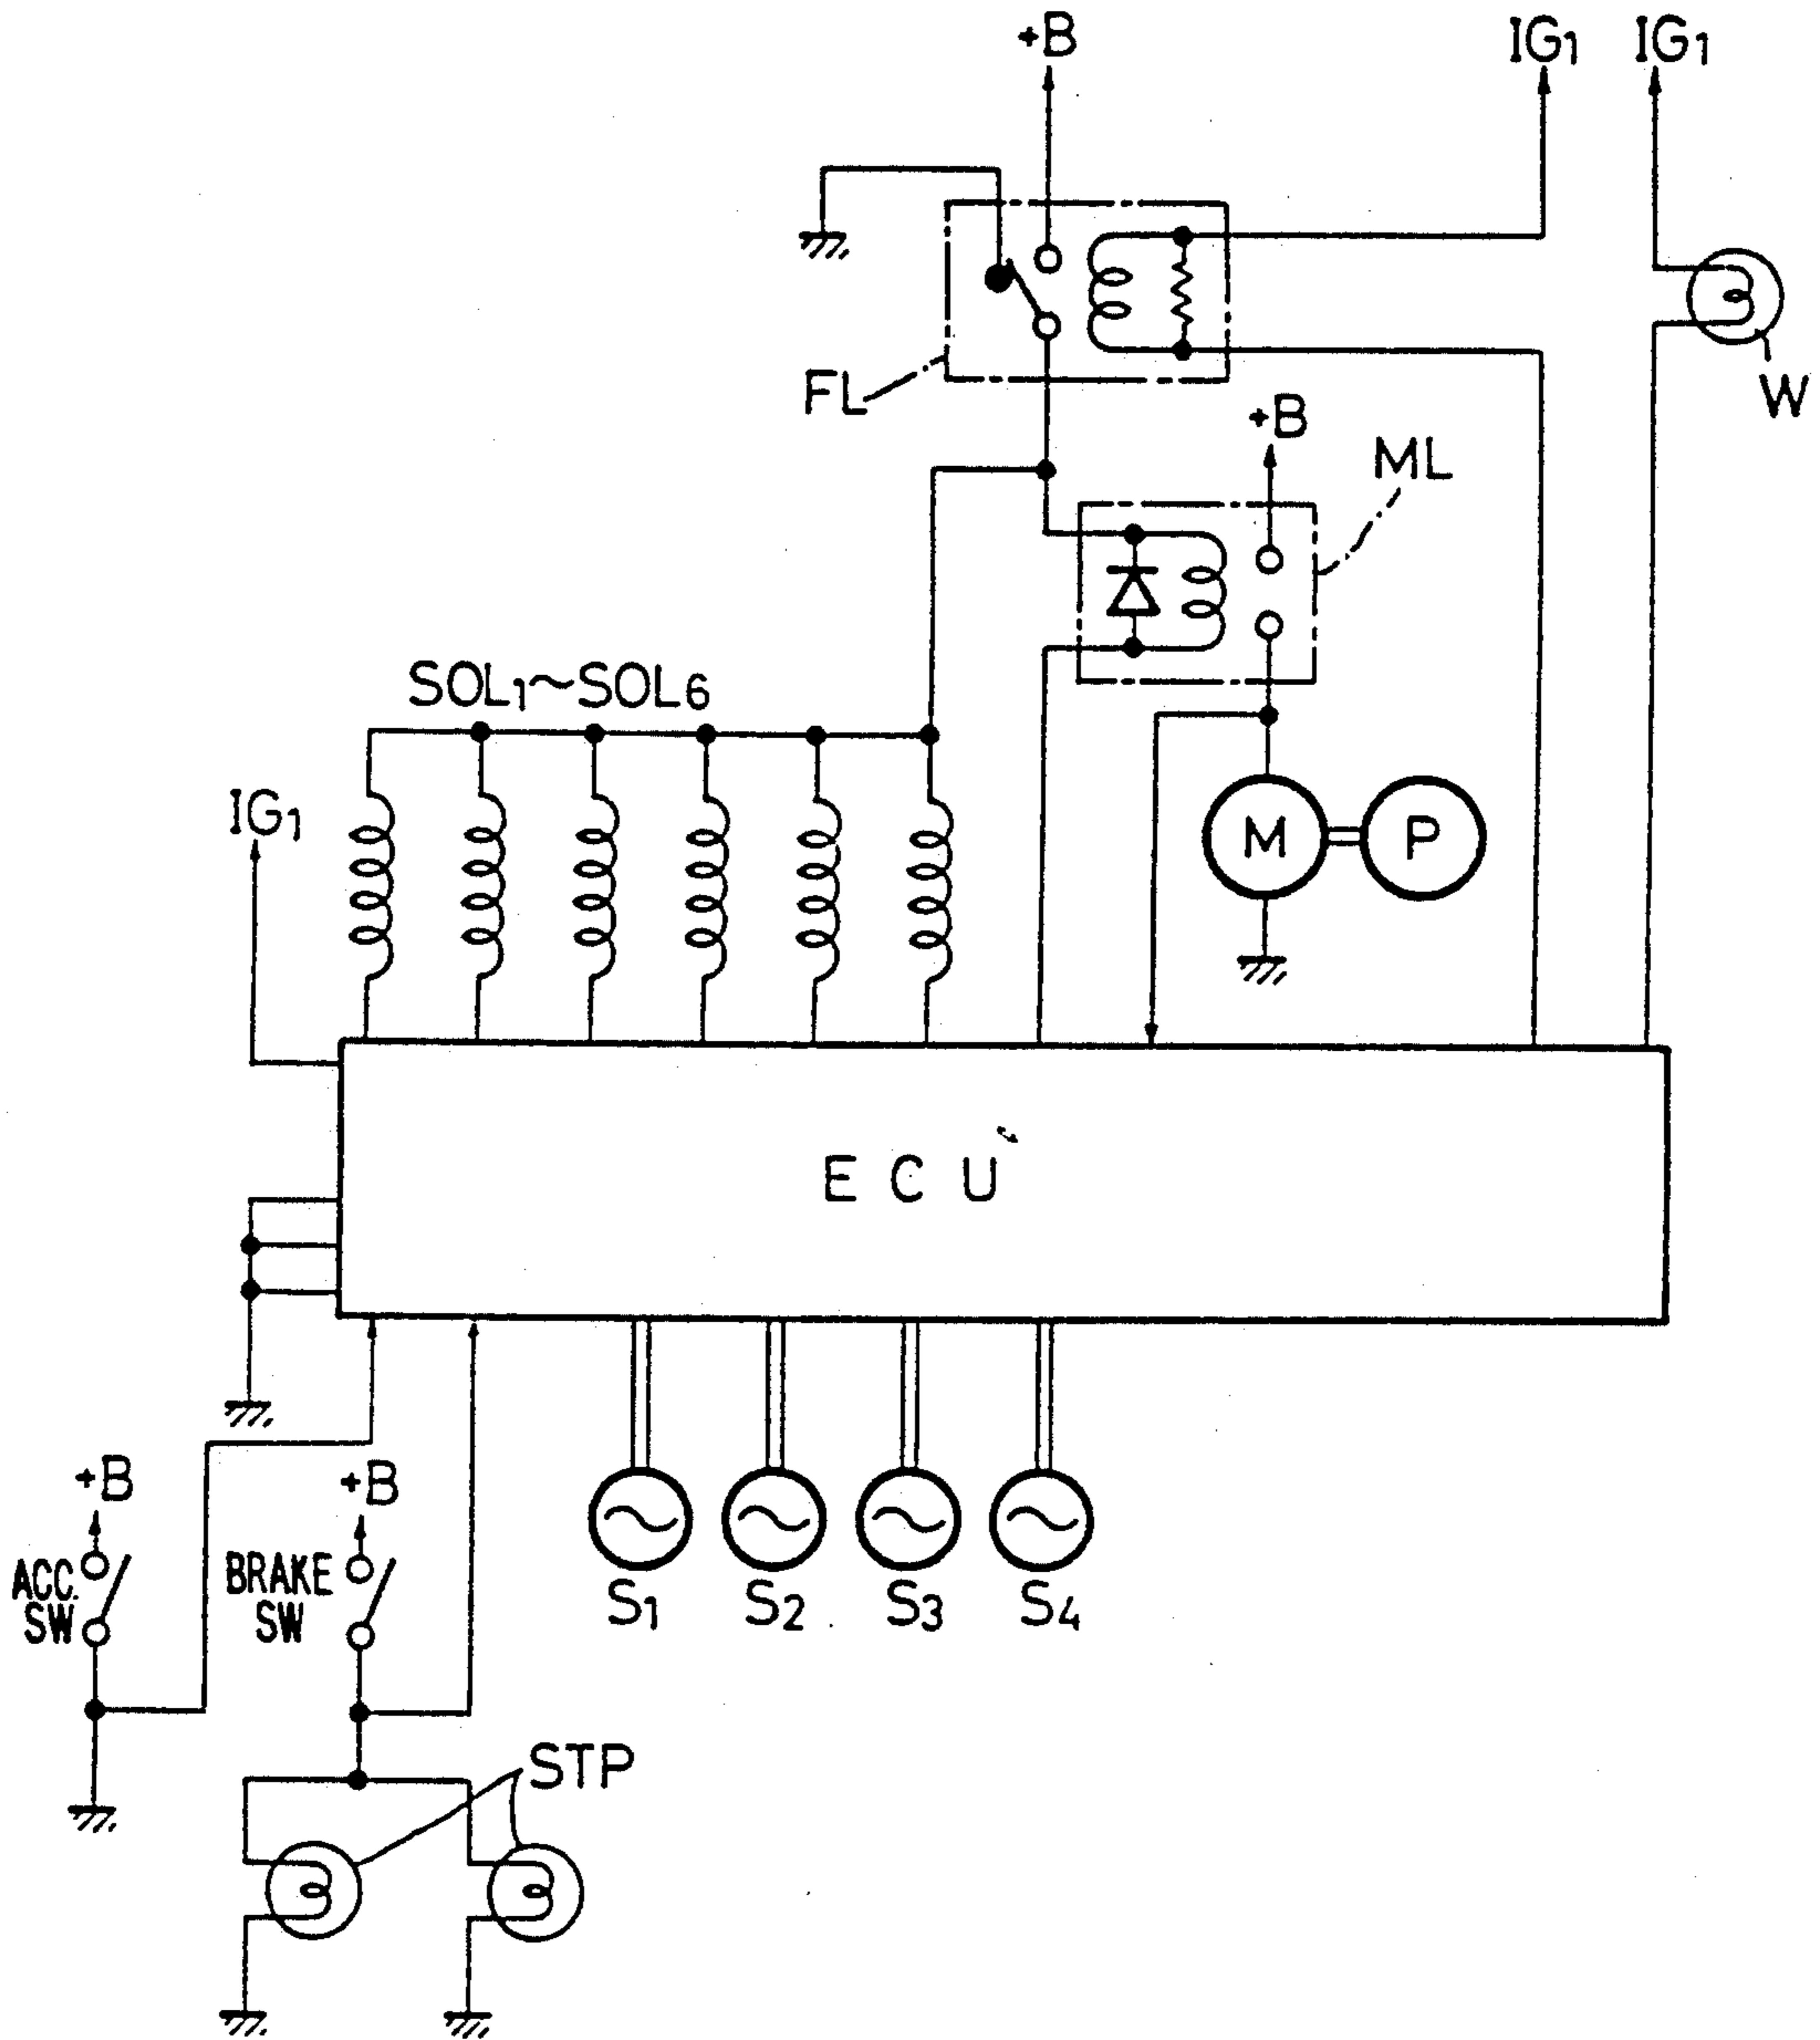 +B
IG1
IG1
FL
W
+B
ML
SOL1~SOL6
IG1
M
P
ECU
+B
+B
ACC.
SW
BRAKE
SW
S1
S2
S3
S4
STP